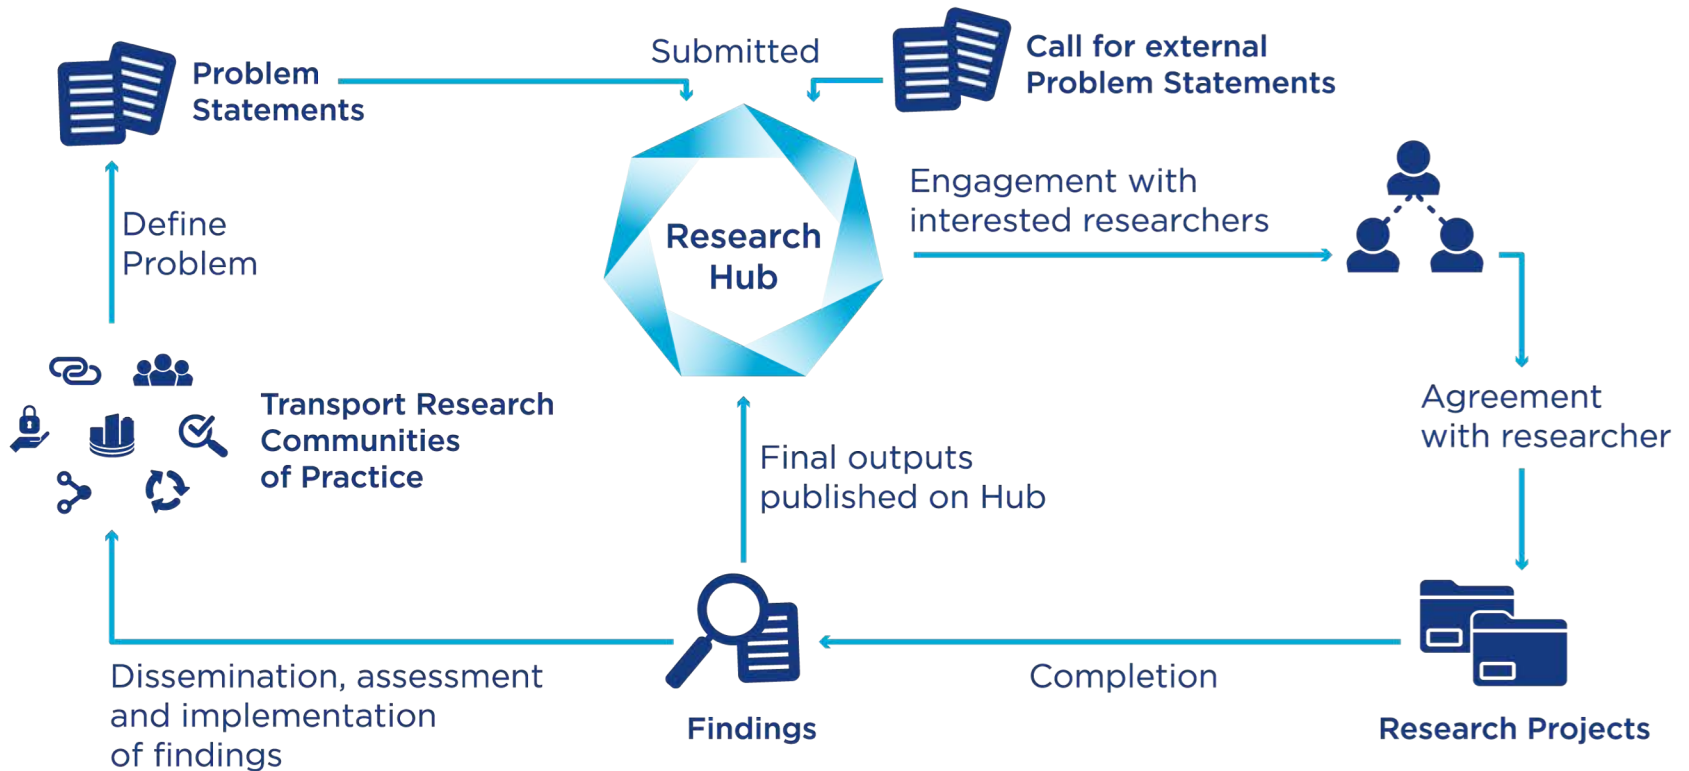 Problem
Statements
Submitted
Call for external
Problem Statements
Define
Problem
Research
Hub
Engagement with
interested researchers
Transport Research
Communities
of Practice
Agreement
with researcher
Final outputs
published on Hub
Dissemination, assessment
and implementation
of findings
Findings
Completion
Research Projects